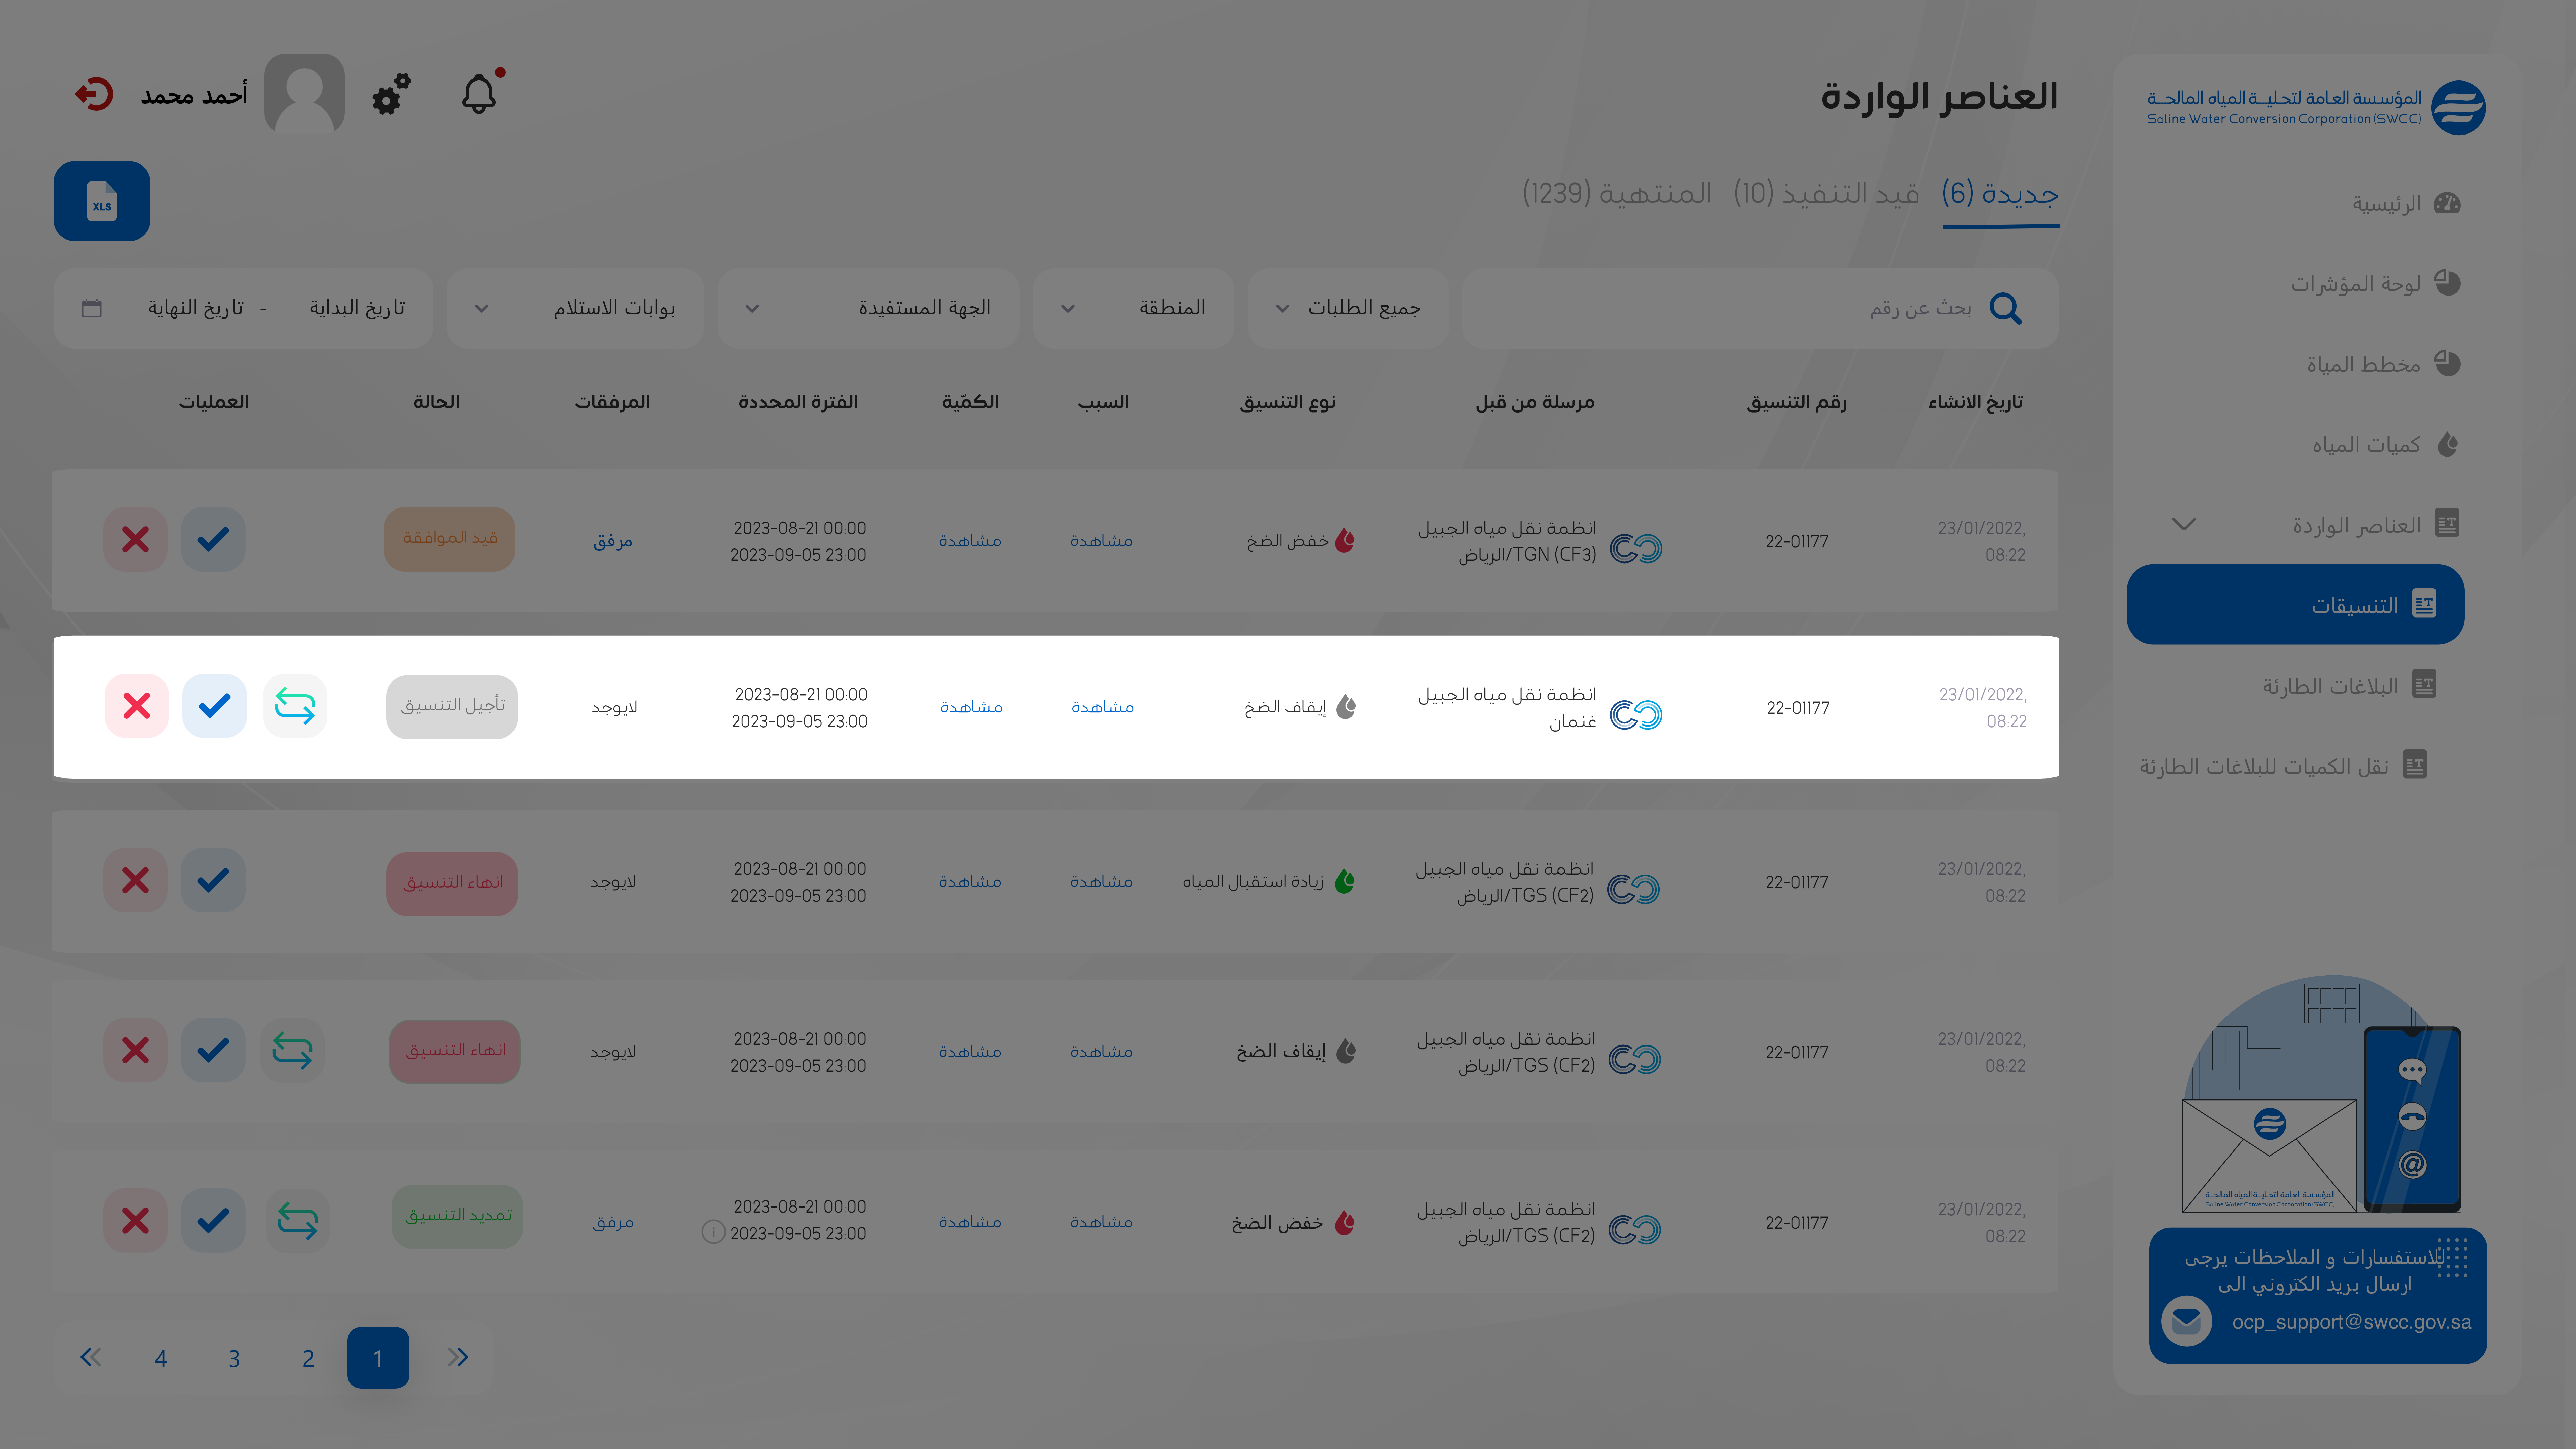 المؤسسة العامة لتحلية المياه المالحة
Saline Water Conversion Corporation (SWCC)
الرئيسية
لوحة المؤشرات
مخطط المياة
كميات المياه
العناصر الواردة
التنسيقات
البلاغات الطارئة
نقل الكميات للبلاغات الطارئة
المؤسسة العامة لتحلية المياه المالحة
Saline Water Conversion Corporation (SWCC)
للاستفسارات و الملاحظات يرجى
ارسال بريد الكتروني الى
ocp_support@swcc.gov.sa
العناصر الواردة
أحمد محمد
جديدة (6) قيد التنفيذ (10) المنتهية (1239)
XLS
بحث عن رقم
جميع الطلبات
المنطقة
الجهة المستفيدة
بوابات الاستلام
تاريخ البداية - تاريخ النهاية
تاريخ الانشاء رقم التنسيق مرسلة من قبل نوع التنسيق السبب الكمّية الفترة المحددة المرفقات الحالة العمليات
23/01/2022, 08:22
22-01177
انظمة نقل مياه الجبيل
الرياض/TGN (CF3)
خفض الضخ
مشاهدة
مشاهدة
2023-08-21 00:00
2023-09-05 23:00
مرفق
قيد الموافقة
23/01/2022, 08:22
22-01177
انظمة نقل مياه الجبيل
غنمان
إيقاف الضخ
مشاهدة
مشاهدة
2023-08-21 00:00
2023-09-05 23:00
لايوجد
تأجيل التنسيق
23/01/2022, 08:22
22-01177
انظمة نقل مياه الجبيل
الرياض/TGS (CF2)
زيادة استقبال المياه
مشاهدة
مشاهدة
2023-08-21 00:00
2023-09-05 23:00
لايوجد
انهاء التنسيق
23/01/2022, 08:22
22-01177
انظمة نقل مياه الجبيل
الرياض/TGS (CF2)
إيقاف الضخ
مشاهدة
مشاهدة
2023-08-21 00:00
2023-09-05 23:00
لايوجد
انهاء التنسيق
23/01/2022, 08:22
22-01177
انظمة نقل مياه الجبيل
الرياض/TGS (CF2)
خفض الضخ
مشاهدة
مشاهدة
2023-08-21 00:00
2023-09-05 23:00
مرفق
تمديد التنسيق
1 2 3 4